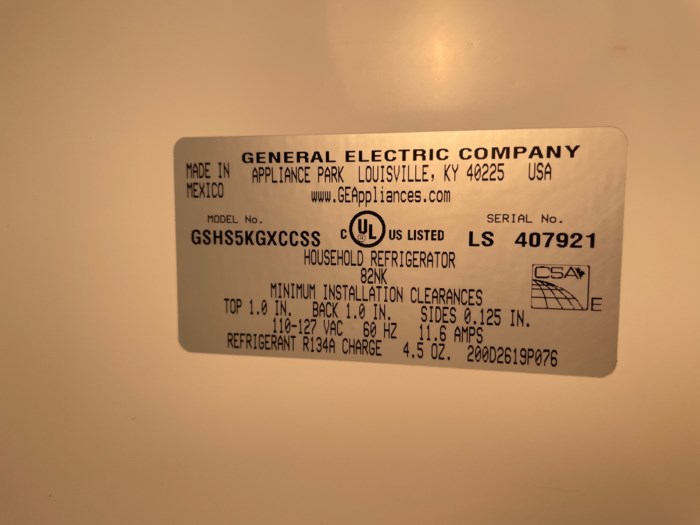 GENERAL ELECTRIC COMPANY
MADE IN MEXICO
APPLIANCE PARK LOUISVILLE, KY 40225 USA
www.GEAppliances.com
MODEL No.
GSHS5KGXCCSS
C UL US LISTED
SERIAL No.
LS 407921
HOUSEHOLD REFRIGERATOR
82NK
MINIMUM INSTALLATION CLEARANCES
TOP 1.0 IN. BACK 1.0 IN. SIDES 0.125 IN.
110-127 VAC 60 HZ 11.6 AMPS
REFRIGERANT R134A CHARGE 4.5 OZ. 200D2619P076
CSA
E